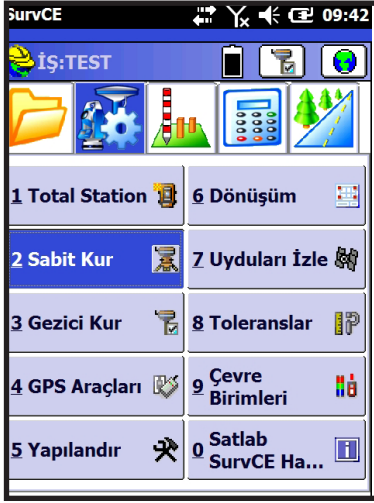 SurvCE 09:42
İŞ:TEST
1 Total Station
6 Dönüşüm
2 Sabit Kur
7 Uyduları İzle
3 Gezici Kur
8 Toleranslar
4 GPS Araçları
9 Çevre
Birimleri
5 Yapılandır
0 Satlab
SurvCE Ha...